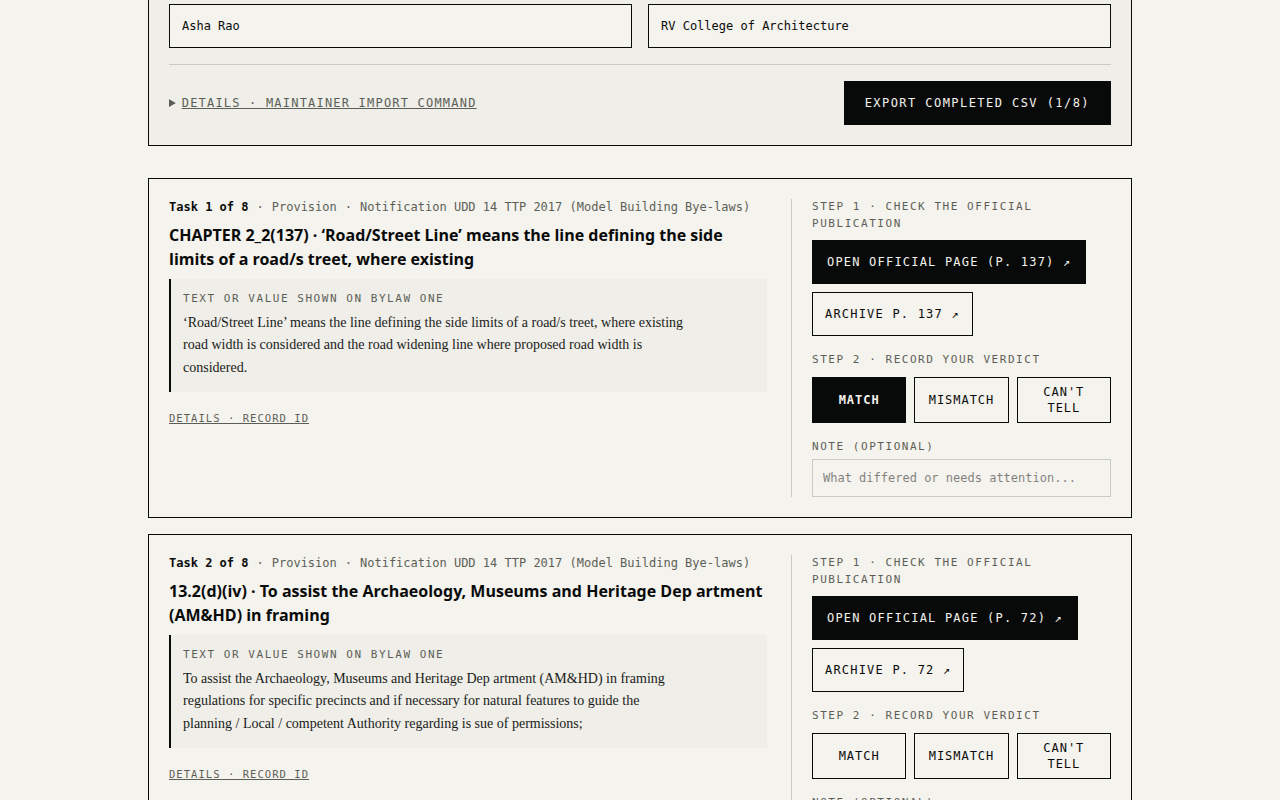 Asha Rao
RV College of Architecture
▶ DETAILS · MAINTAINER IMPORT COMMAND
EXPORT COMPLETED CSV (1/8)
Task 1 of 8 · Provision · Notification UDD 14 TTP 2017 (Model Building Bye-laws)
CHAPTER 2_2(137) · ‘Road/Street Line’ means the line defining the side
limits of a road/s treet, where existing
TEXT OR VALUE SHOWN ON BYLAW ONE
‘Road/Street Line’ means the line defining the side limits of a road/s treet, where existing
road width is considered and the road widening line where proposed road width is
considered.
DETAILS · RECORD ID
STEP 1 · CHECK THE OFFICIAL
PUBLICATION
OPEN OFFICIAL PAGE (P. 137) ↗
ARCHIVE P. 137 ↗
STEP 2 · RECORD YOUR VERDICT
MATCH
MISMATCH
CAN'T
TELL
NOTE (OPTIONAL)
What differed or needs attention...
Task 2 of 8 · Provision · Notification UDD 14 TTP 2017 (Model Building Bye-laws)
13.2(d)(iv) · To assist the Archaeology, Museums and Heritage Dep artment
(AM&HD) in framing
TEXT OR VALUE SHOWN ON BYLAW ONE
To assist the Archaeology, Museums and Heritage Dep artment (AM&HD) in framing
regulations for specific precincts and if necessary for natural features to guide the
planning / Local / competent Authority regarding is sue of permissions;
DETAILS · RECORD ID
STEP 1 · CHECK THE OFFICIAL
PUBLICATION
OPEN OFFICIAL PAGE (P. 72) ↗
ARCHIVE P. 72 ↗
STEP 2 · RECORD YOUR VERDICT
MATCH
MISMATCH
CAN'T
TELL